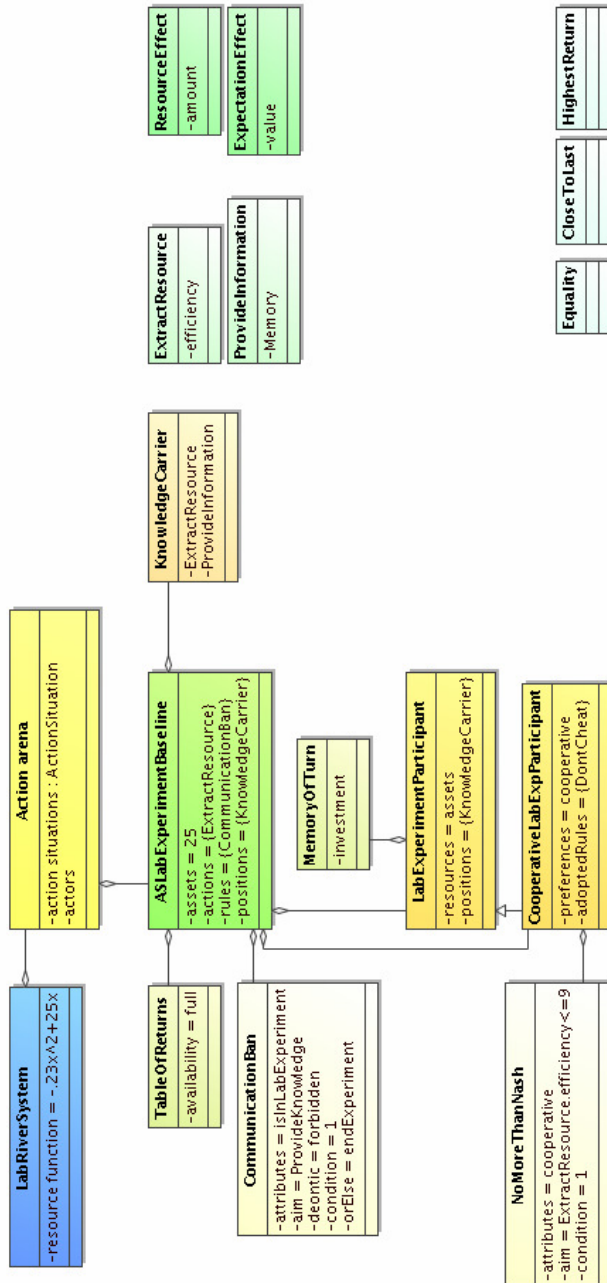 LabRiverSystem
-resource function = -.23x^2+25x
Action arena
-action situations : ActionSituation
-actors
TableOfReturns
-availability = full
ASLabExperimentBaseline
-assets = 25
-actions = {ExtractResource}
-rules = {CommunicationBan}
-positions = {KnowledgeCarrier}
KnowledgeCarrier
-ExtractResource
-ProvideInformation
ExtractResource
-efficiency
ResourceEffect
-amount
ProvideInformation
-Memory
ExpectationEffect
-value
CommunicationBan
-attributes = isInLabExperiment
-aim = ProvideKnowledge
-deontic = forbidden
-condition = 1
-orElse = endExperiment
MemoryOfTurn
-investment
LabExperimentParticipant
-resources = assets
-positions = {KnowledgeCarrier}
NoMoreThanNash
-attributes = cooperative
-aim = ExtractResource.efficiency<=9
-condition = 1
CooperativeLabExpParticipant
-preferences = cooperative
-adoptedRules = {DontCheat}
Equality
CloseToLast
HighestReturn